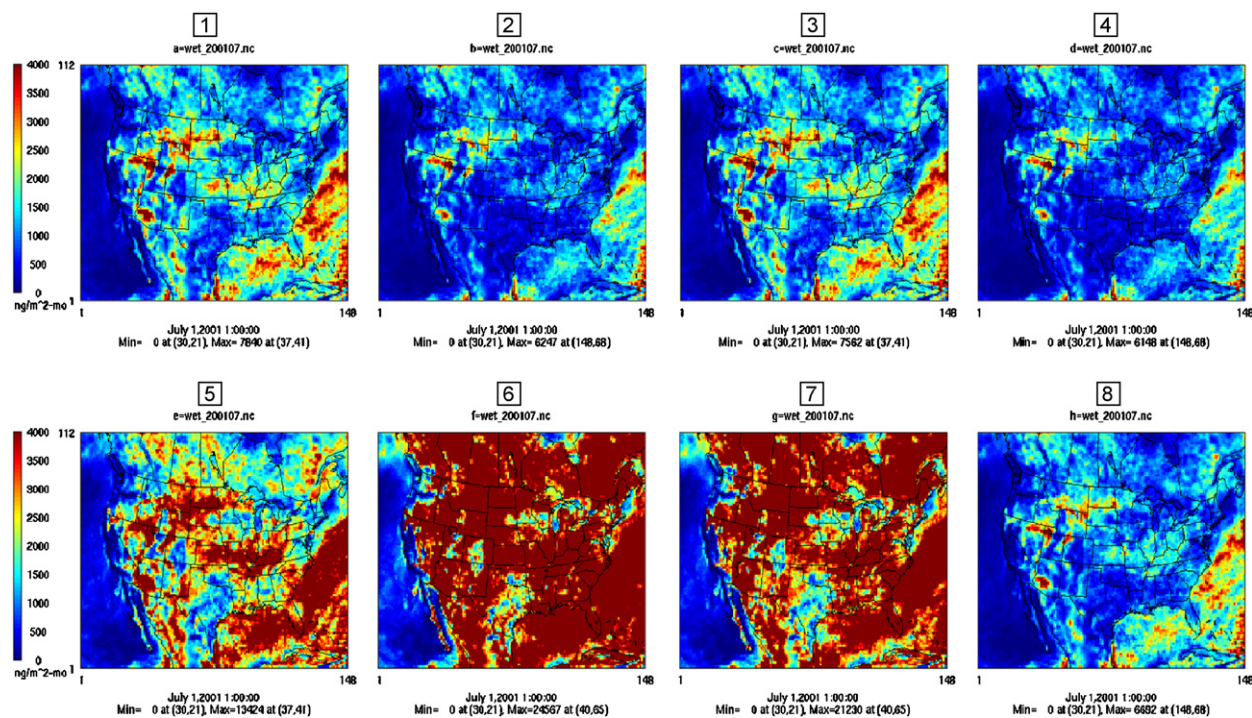 1 2 3 4
a=wet_200107.nc b=wet_200107.nc c=wet_200107.nc d=wet_200107.nc
4000 112
3500
3000
2500
2000
1500
1000
500
0
ng/m^2-mo 1
1 148 1 148 1 148 1 148
July 1,2001 1:00:00 July 1,2001 1:00:00 July 1,2001 1:00:00 July 1,2001 1:00:00
Min= 0 at (30,21), Max= 7840 at (37,41) Min= 0 at (30,21), Max= 6247 at (148,68) Min= 0 at (30,21), Max= 7562 at (37,41) Min= 0 at (30,21), Max= 6148 at (148,68)
5 6 7 8
e=wet_200107.nc f=wet_200107.nc g=wet_200107.nc h=wet_200107.nc
4000 112
3500
3000
2500
2000
1500
1000
500
0
ng/m^2-mo 1
1 148 1 148 1 148 1 148
July 1,2001 1:00:00 July 1,2001 1:00:00 July 1,2001 1:00:00 July 1,2001 1:00:00
Min= 0 at (30,21), Max=13424 at (37,41) Min= 0 at (30,21), Max=24567 at (40,65) Min= 0 at (30,21), Max=21230 at (40,65) Min= 0 at (30,21), Max= 6692 at (148,68)